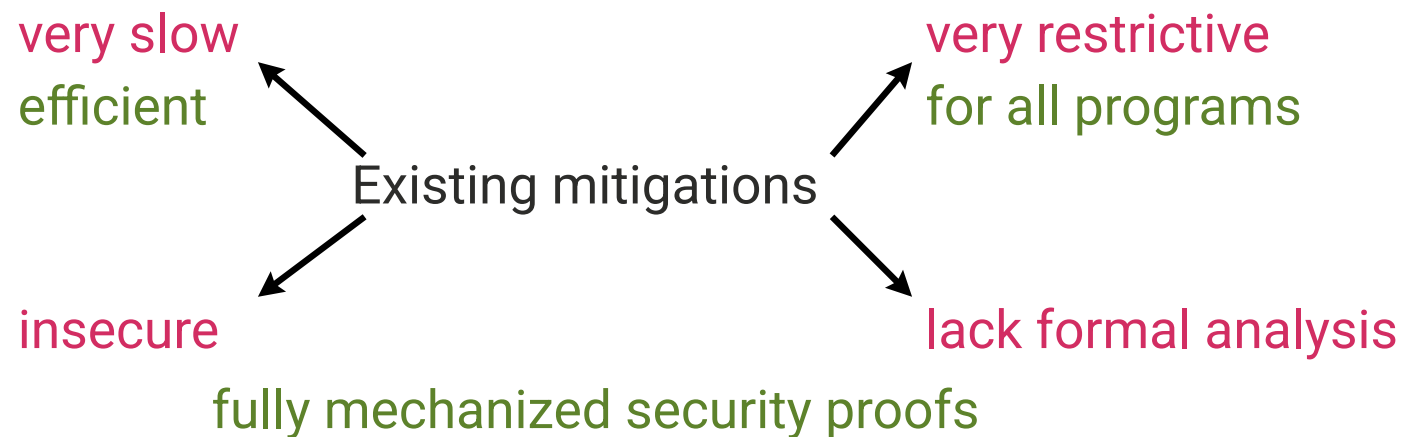 very slow
efficient
very restrictive
for all programs
Existing mitigations
insecure
lack formal analysis
fully mechanized security proofs